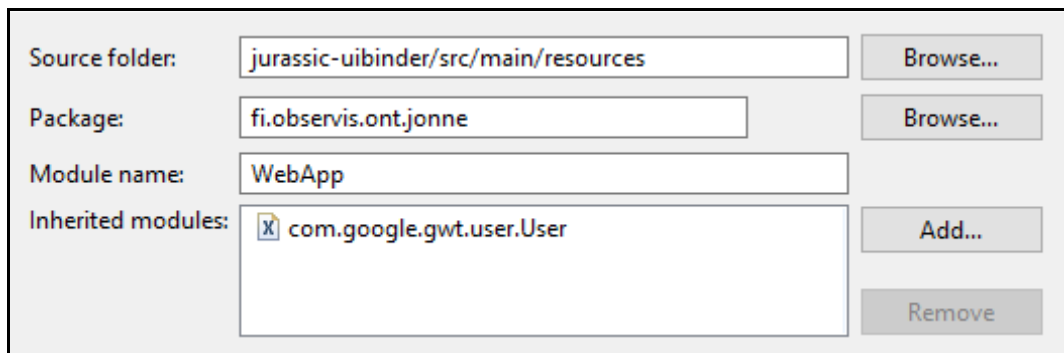 Source folder: jurassic-uibinder/src/main/resources Browse...
Package: fi.observis.ont.jonne Browse...
Module name: WebApp
Inherited modules: com.google.gwt.user.User Add...
Remove